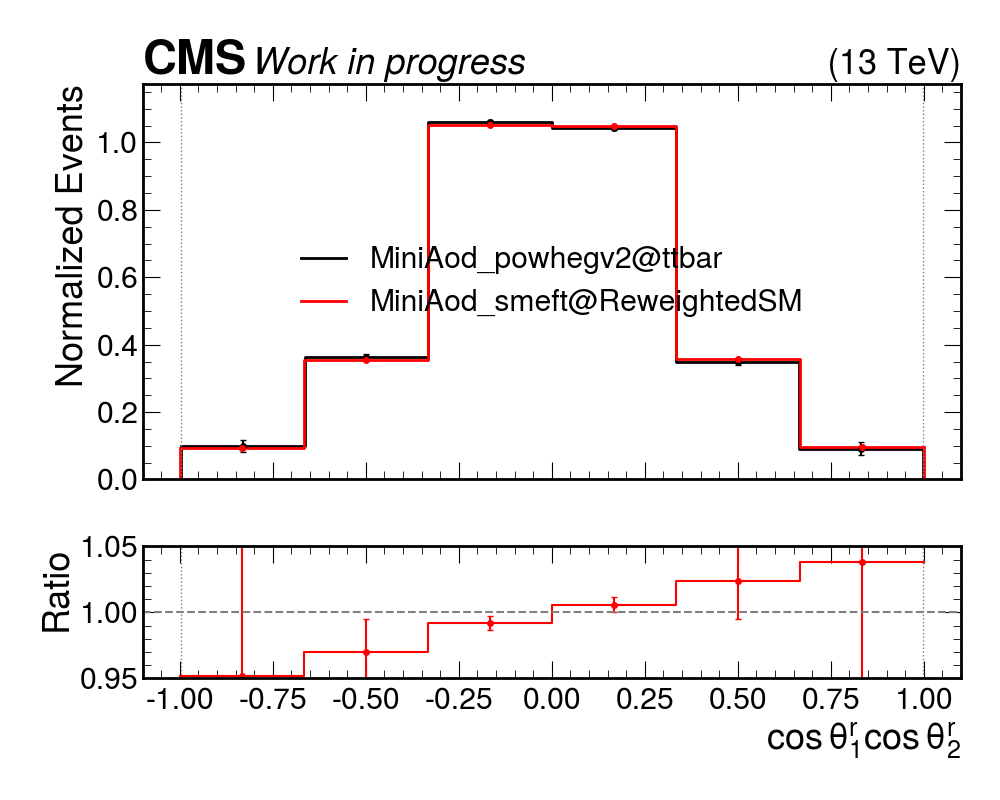 CMS Work in progress (13 TeV)
Normalized Events
1.0
0.8
0.6
0.4
0.2
0.0
MiniAod_powhegv2@ttbar
MiniAod_smeft@ReweightedSM
Ratio
1.05
1.00
0.95
-1.00 -0.75 -0.50 -0.25 0.00 0.25 0.50 0.75 1.00
cos θ₁ʳcos θ₂ʳ